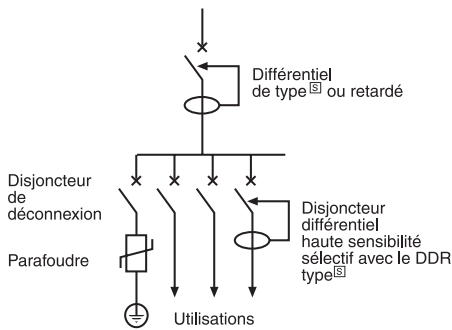 Différentiel
de type S ou retardé
Disjoncteur
de
déconnexion
Parafoudre
Disjoncteur
différentiel
haute sensibilité
sélectif avec le DDR
type S
Utilisations